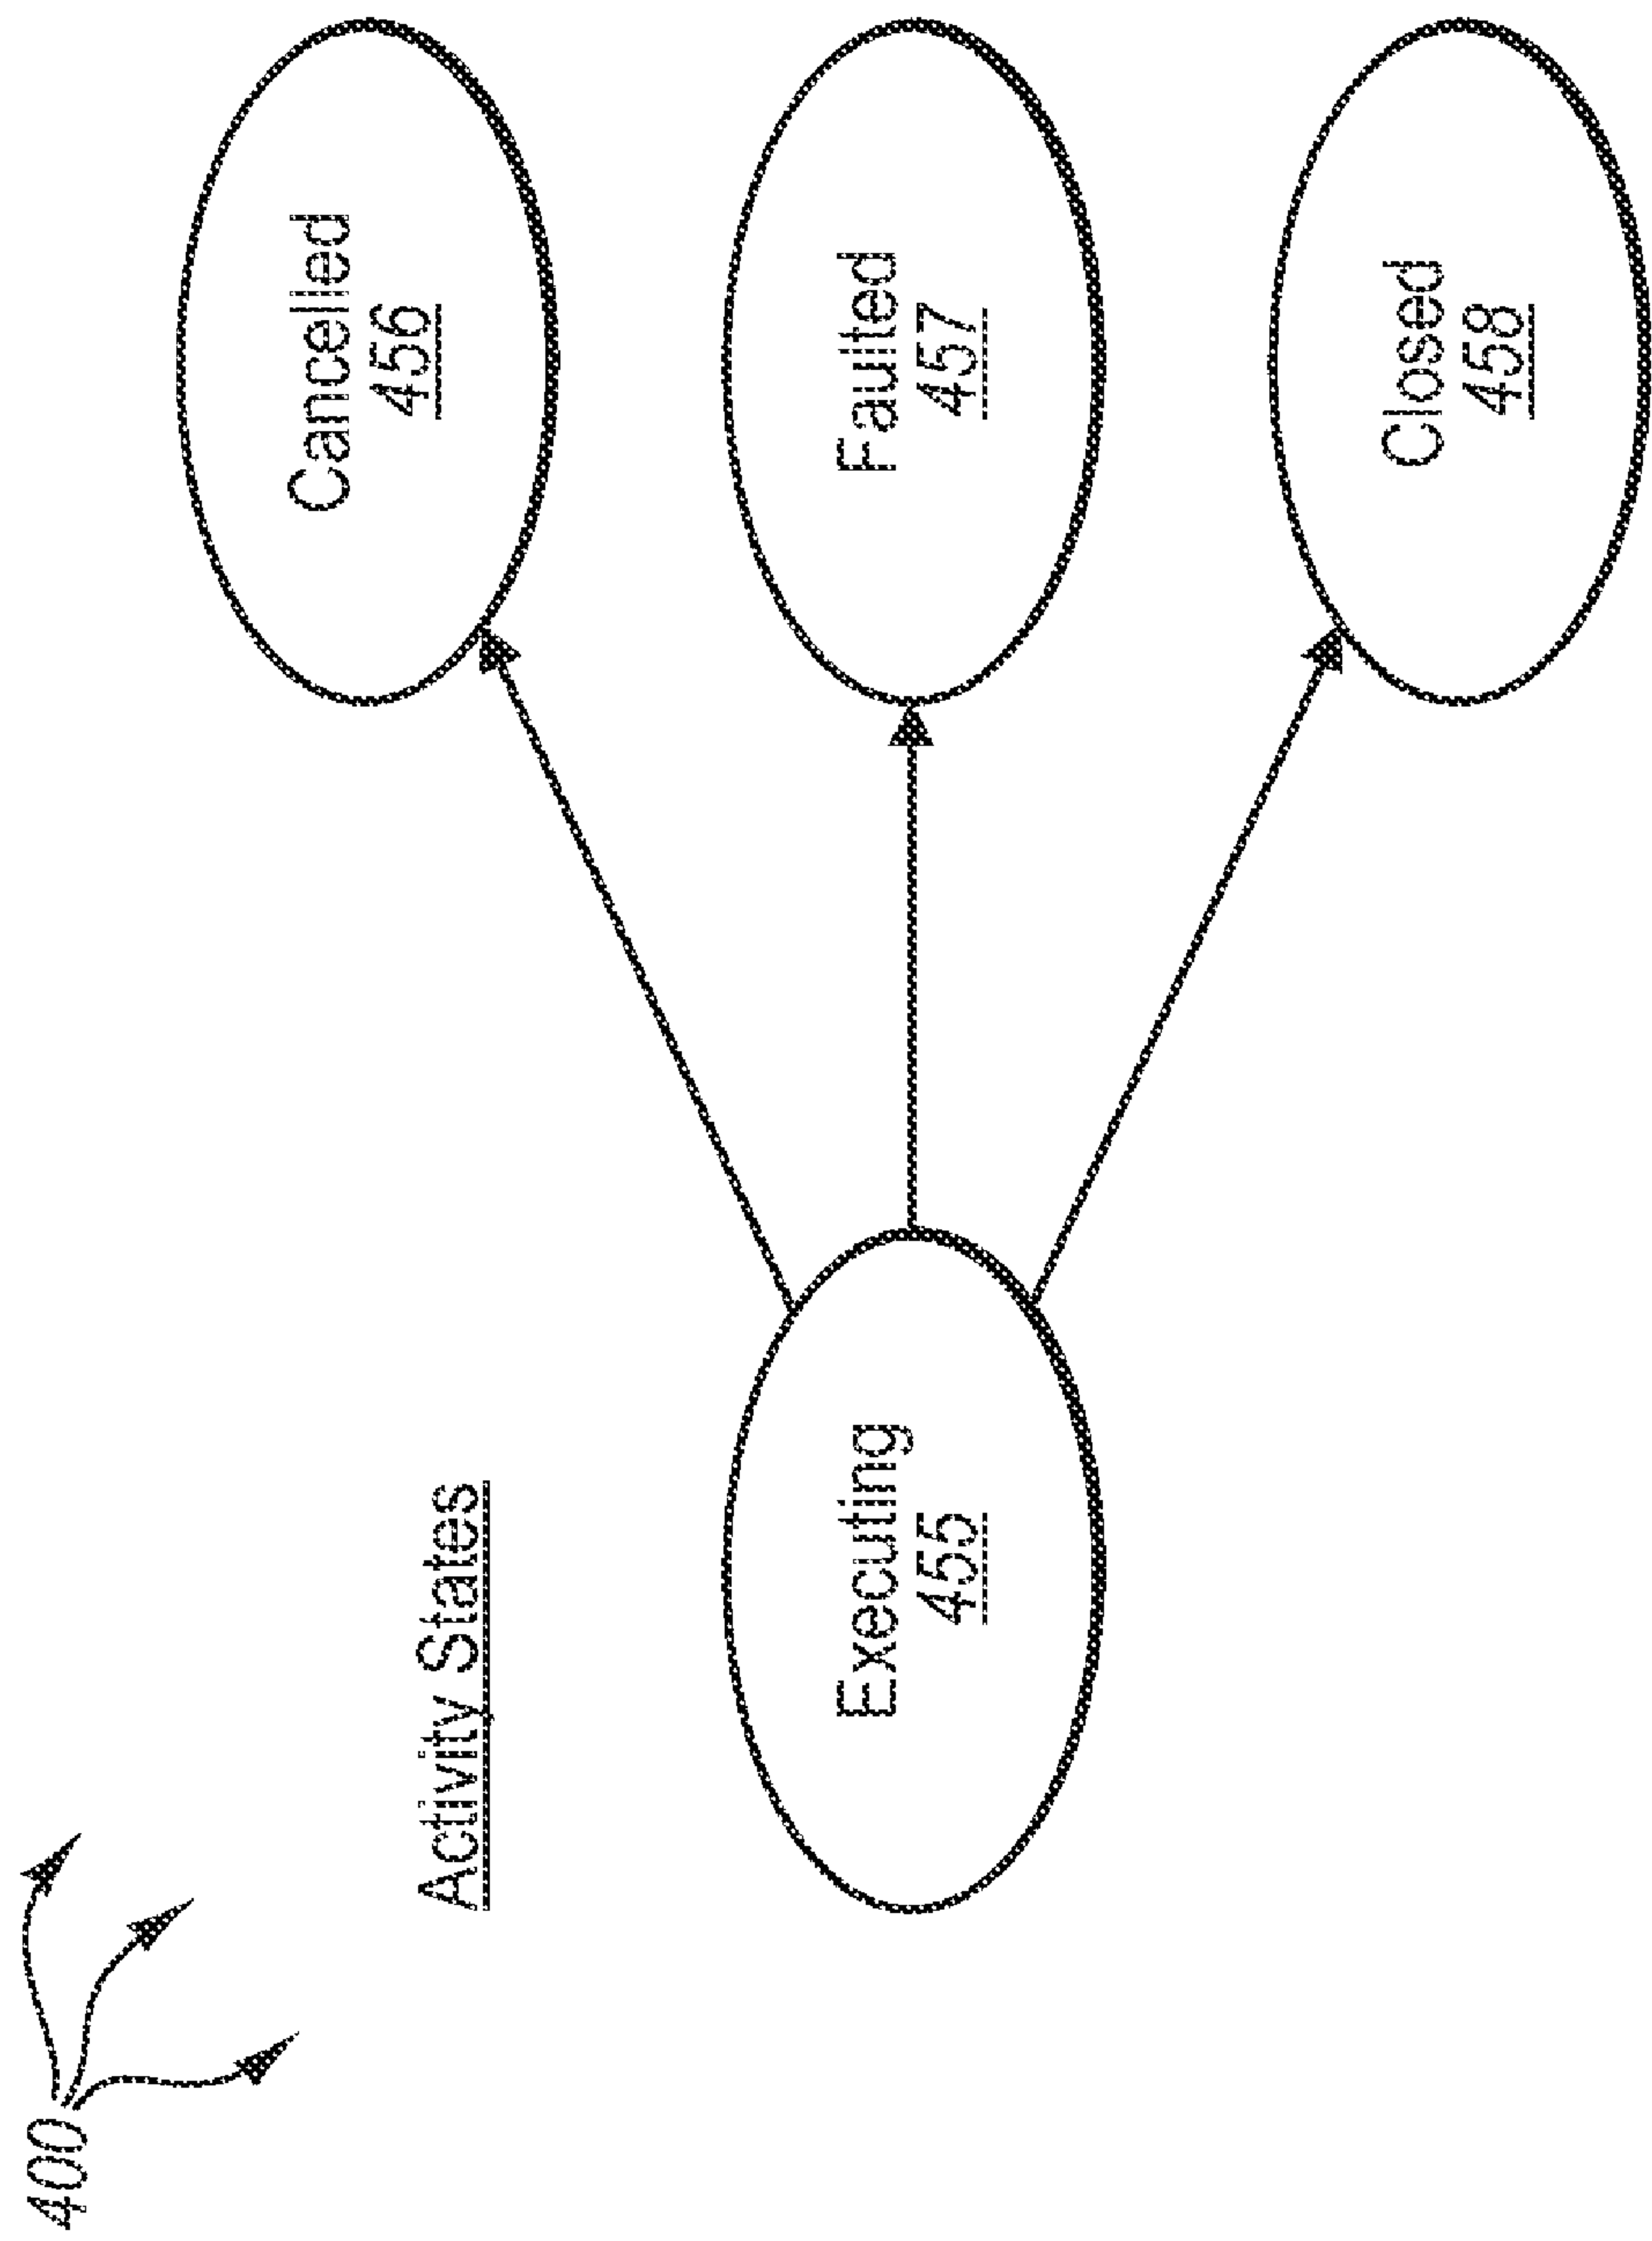 400
Activity States
Executing
455
Cancelled
456
Faulted
457
Closed
458